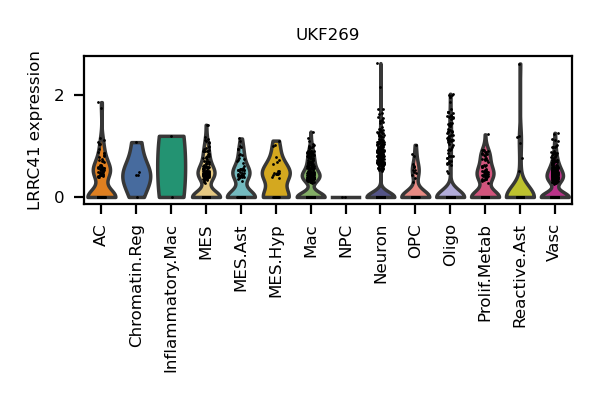 UKF269
LRRC41 expression
2
0
AC
Chromatin.Reg
Inflammatory.Mac
MES
MES.Ast
MES.Hyp
Mac
NPC
Neuron
OPC
Oligo
Prolif.Metab
Reactive.Ast
Vasc